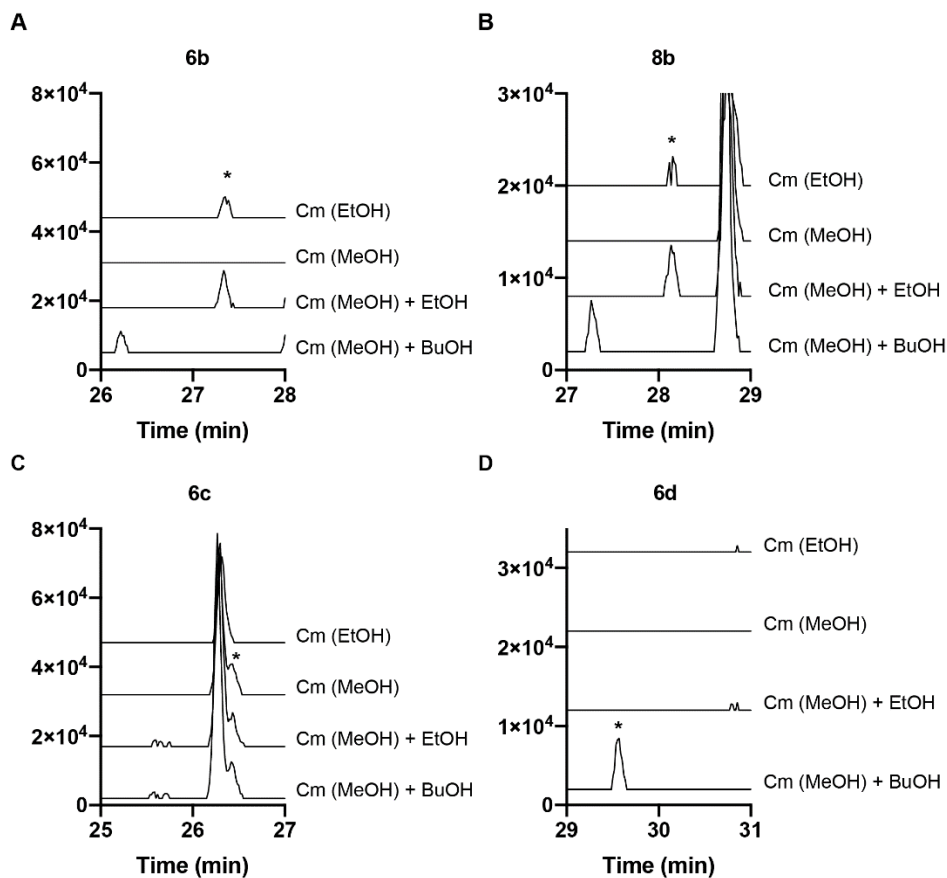 A
6b
8×10⁴
6×10⁴
4×10⁴
2×10⁴
0
*
Cm (EtOH)
Cm (MeOH)
Cm (MeOH) + EtOH
Cm (MeOH) + BuOH
26 27 28
Time (min)
B
8b
3×10⁴
2×10⁴
1×10⁴
0
*
Cm (EtOH)
Cm (MeOH)
Cm (MeOH) + EtOH
Cm (MeOH) + BuOH
27 28 29
Time (min)
C
6c
8×10⁴
6×10⁴
4×10⁴
2×10⁴
0
*
Cm (EtOH)
Cm (MeOH)
Cm (MeOH) + EtOH
Cm (MeOH) + BuOH
25 26 27
Time (min)
D
6d
3×10⁴
2×10⁴
1×10⁴
0
*
Cm (EtOH)
Cm (MeOH)
Cm (MeOH) + EtOH
Cm (MeOH) + BuOH
29 30 31
Time (min)